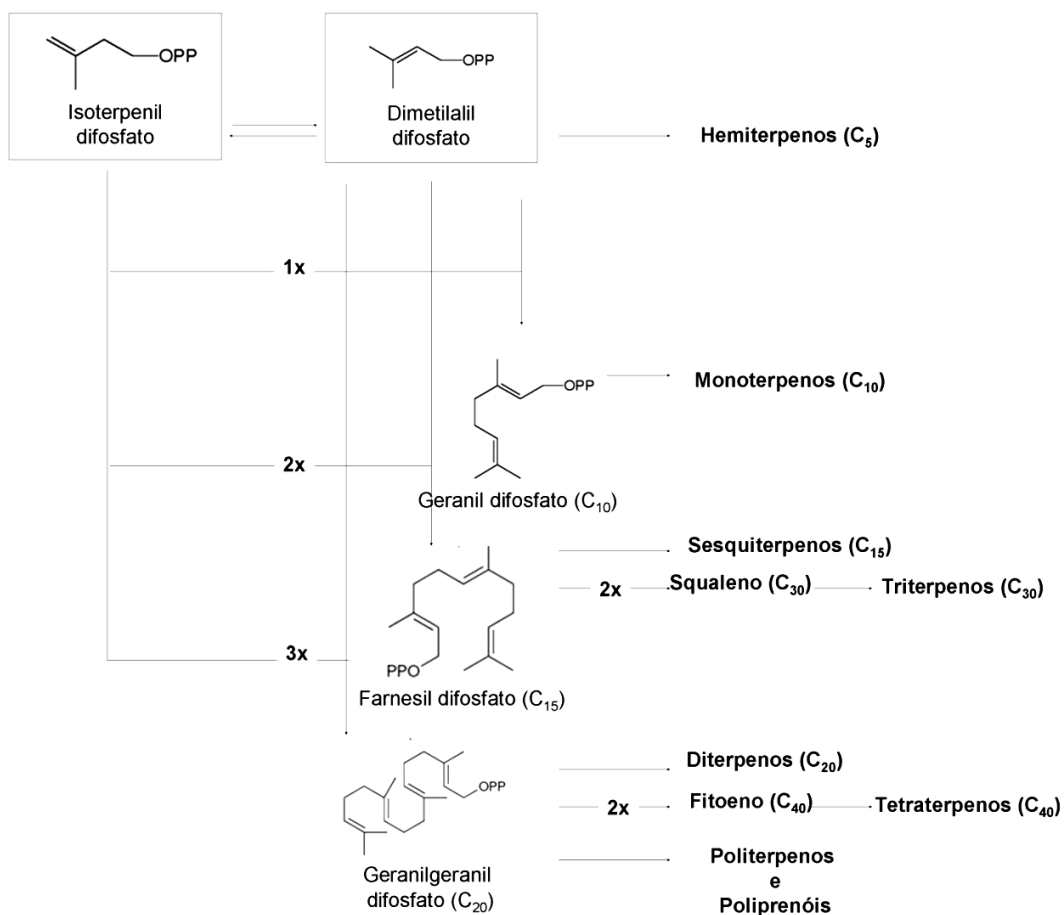 OPP
Isoterpenil
difosfato
OPP
Dimetilalil
difosfato
Hemiterpenos (C₅)
1x
OPP
Monoterpenos (C₁₀)
2x
Geranil difosfato (C₁₀)
Sesquiterpenos (C₁₅)
2x
Squaleno (C₃₀)
Triterpenos (C₃₀)
3x
PPO
Farnesil difosfato (C₁₅)
OPP
Diterpenos (C₂₀)
2x
Fitoeno (C₄₀)
Tetraterpenos (C₄₀)
Geranilgeranil
difosfato (C₂₀)
Politerpenos
e
Poliprenóis